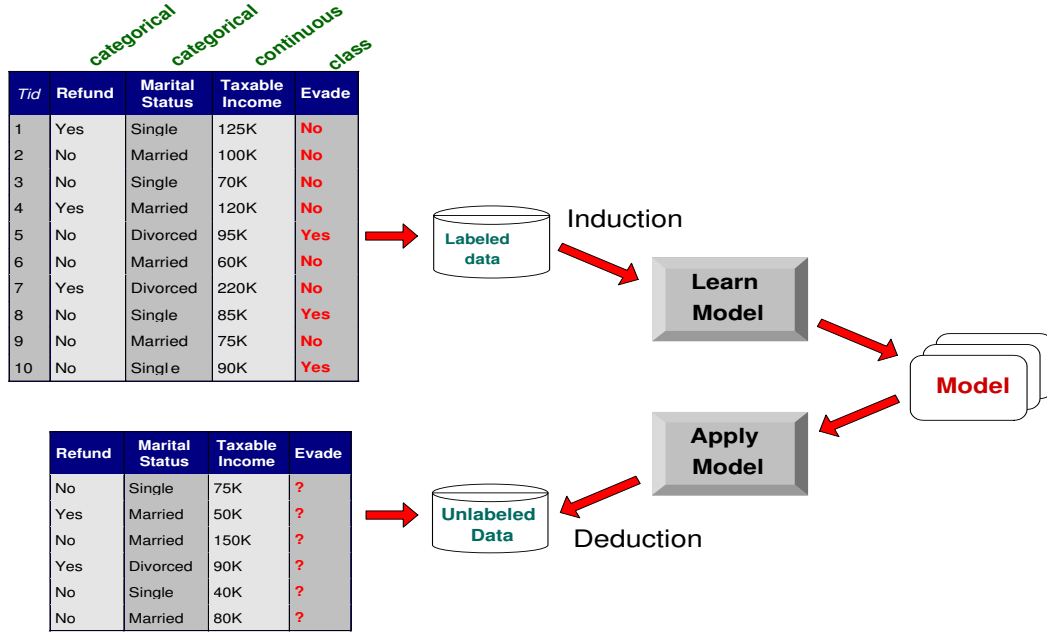 categorical categorical continuous class
Tid Refund Marital Status Taxable Income Evade
1 Yes Single 125K No
2 No Married 100K No
3 No Single 70K No
4 Yes Married 120K No
5 No Divorced 95K Yes
6 No Married 60K No
7 Yes Divorced 220K No
8 No Single 85K Yes
9 No Married 75K No
10 No Single 90K Yes
Labeled
data
Induction
Learn
Model
Model
Apply
Model
Refund Marital Status Taxable Income Evade
No Single 75K ?
Yes Married 50K ?
No Married 150K ?
Yes Divorced 90K ?
No Single 40K ?
No Married 80K ?
Unlabeled
Data
Deduction